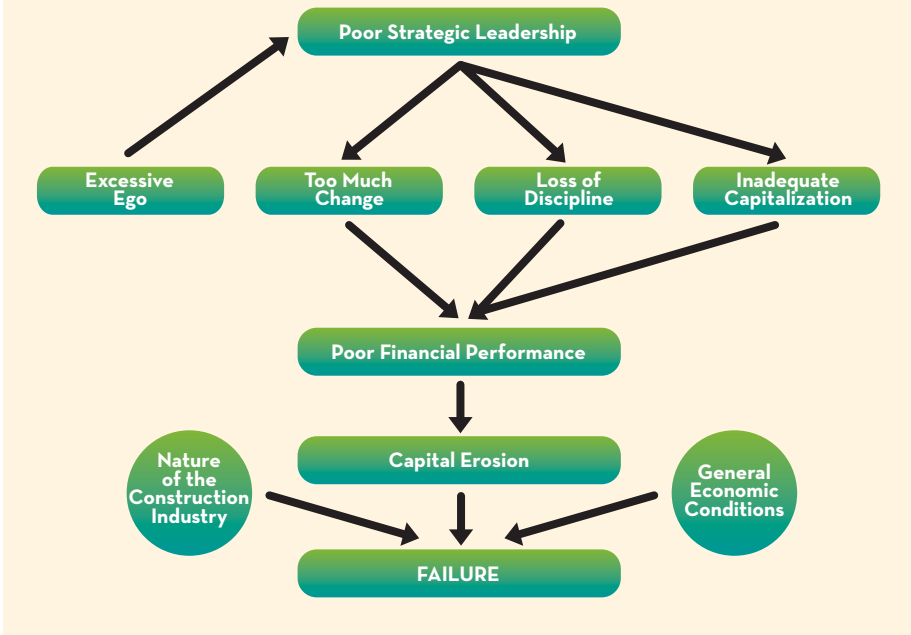 Poor Strategic Leadership
Excessive
Ego
Too Much
Change
Loss of
Discipline
Inadequate
Capitalization
Poor Financial Performance
Nature
of the
Construction
Industry
Capital Erosion
General
Economic
Conditions
FAILURE